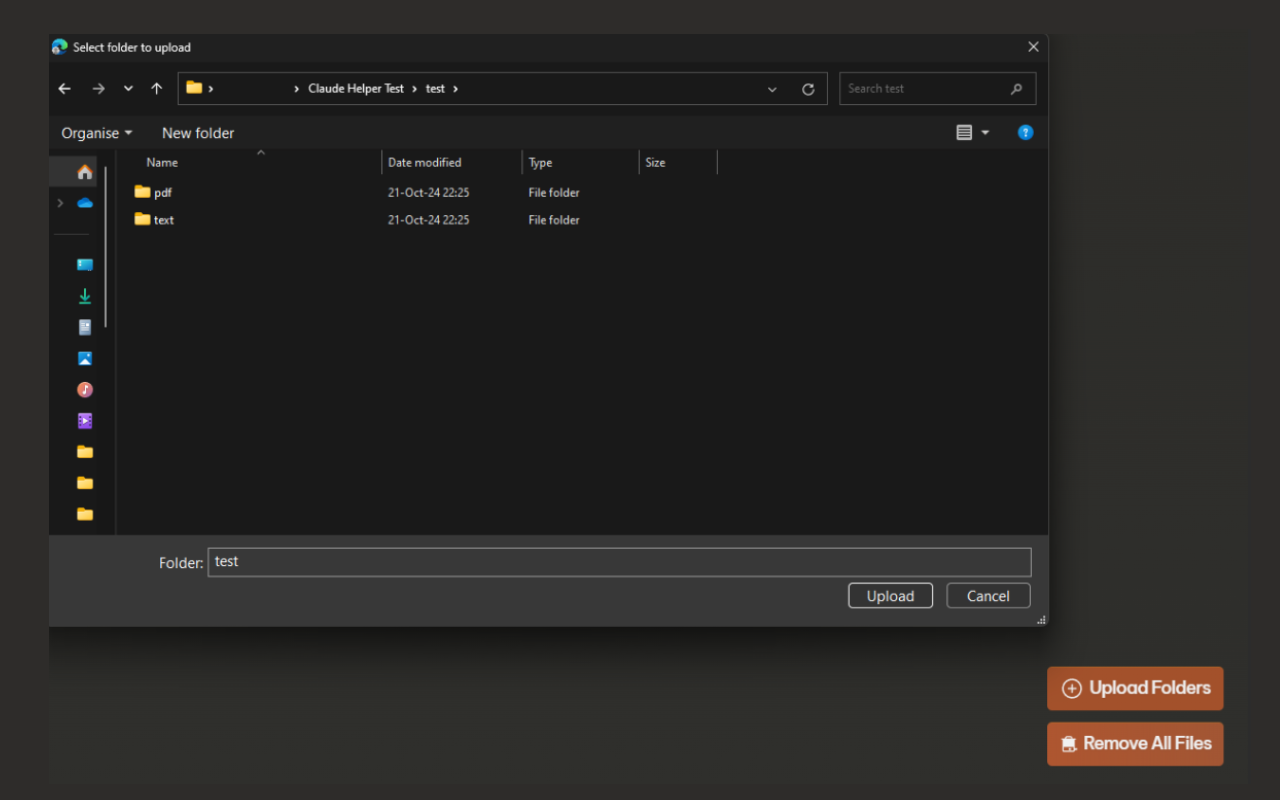 Select folder to upload
Claude Helper Test > test >
Search test
Organise New folder
Name Date modified Type Size
pdf 21-Oct-24 22:25 File folder
text 21-Oct-24 22:25 File folder
Folder: test
Upload Cancel
Upload Folders
Remove All Files